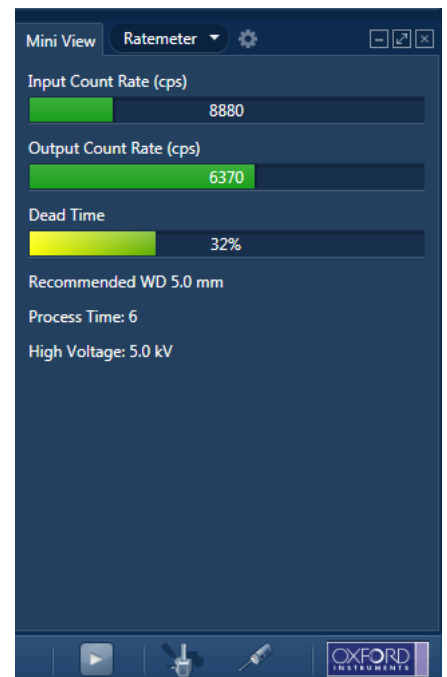 Mini View Ratemeter
Input Count Rate (cps)
8880
Output Count Rate (cps)
6370
Dead Time
32%
Recommended WD 5.0 mm
Process Time: 6
High Voltage: 5.0 kV
OXFORD
INSTRUMENTS